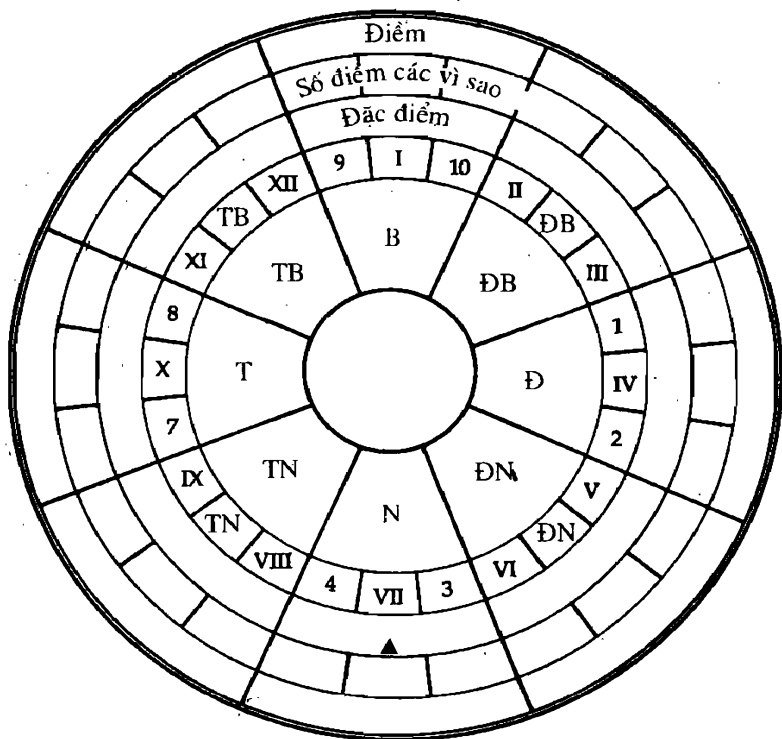 Điểm
Số điểm các vì sao
Đặc điểm
9 I 10
XII II
TB ĐB
XI III
B
TB ĐB
8 1
X T Đ IV
7 2
TN ĐN
IX V
TN N ĐN
VIII VI
4 VII 3